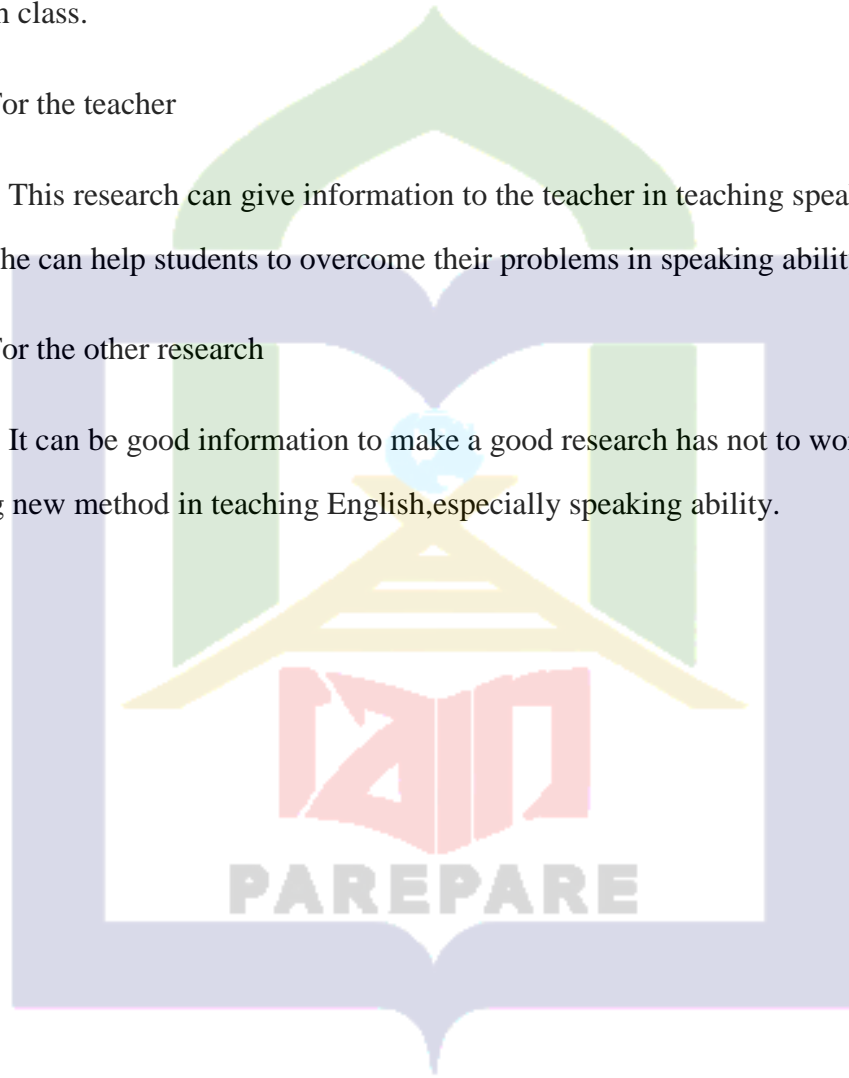 n class.
For the teacher
This research can give information to the teacher in teaching spea
he can help students to overcome their problems in speaking abilit
For the other research
It can be good information to make a good research has not to wor
g new method in teaching English,especially speaking ability.
IAIN
PAREPARE